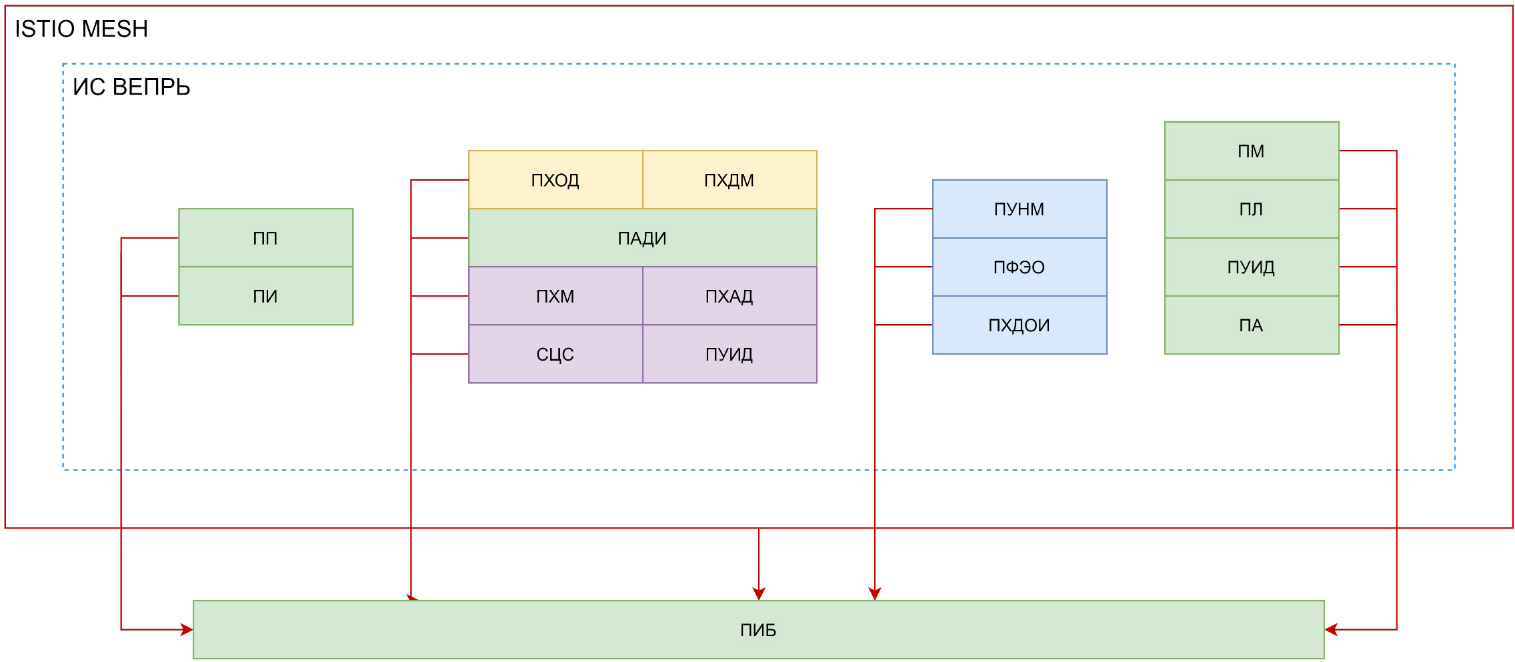 ISTIO MESH
ИС ВЕПРЬ
ПП
ПИ
ПХОД ПХДМ
ПАДИ
ПХМ ПХАД
СЦС ПУИД
ПУНМ
ПФЭО
ПХДОИ
ПМ
ПЛ
ПУИД
ПА
ПИБ